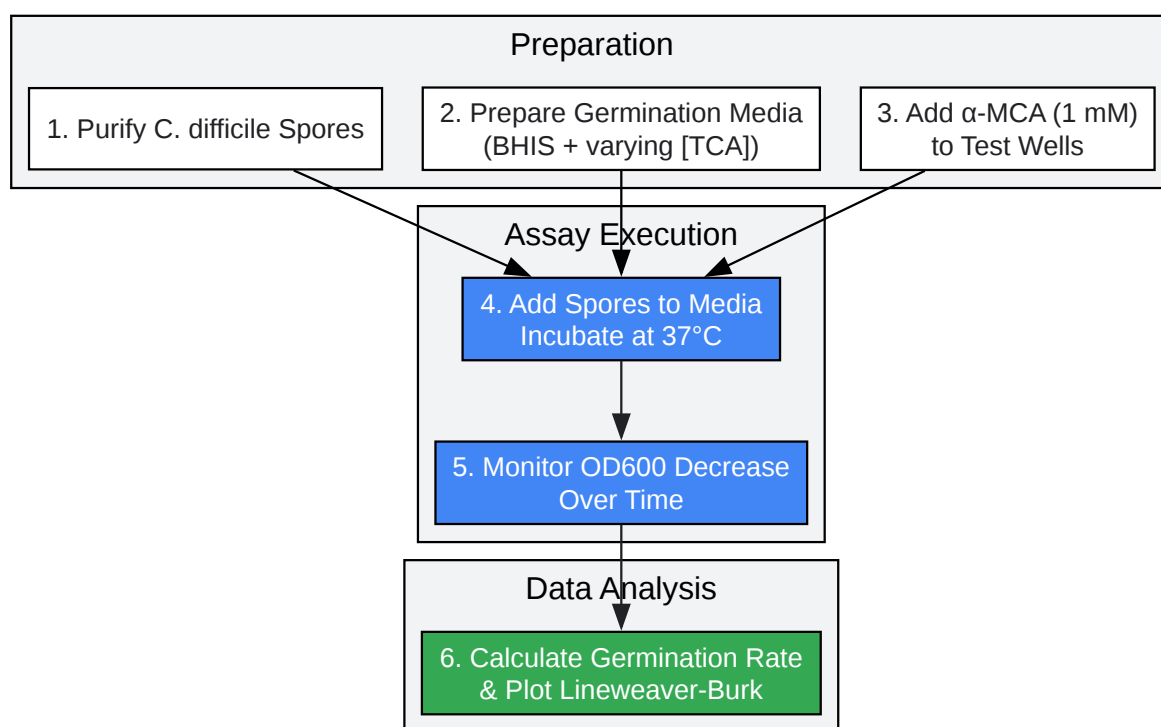 Preparation
1. Purify C. difficile Spores
2. Prepare Germination Media
(BHIS + varying [TCA])
3. Add α-MCA (1 mM)
to Test Wells
Assay Execution
4. Add Spores to Media
Incubate at 37°C
5. Monitor OD600 Decrease
Over Time
Data Analysis
6. Calculate Germination Rate
& Plot Lineweaver-Burk